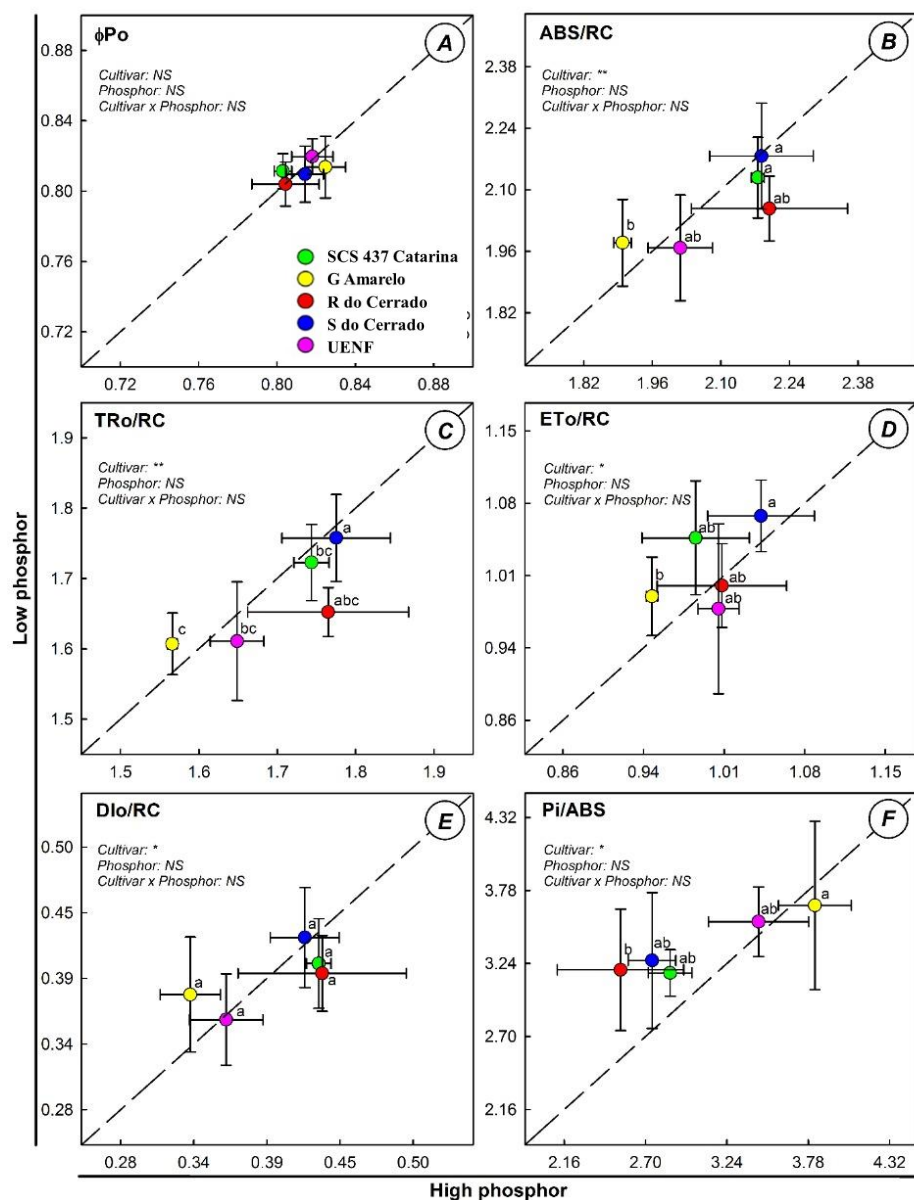 ϕPo
A
Cultivar: NS
Phosphor: NS
Cultivar x Phosphor: NS
0.88
0.84
0.80
0.76
0.72
SCS 437 Catarina
G Amarelo
R do Cerrado
S do Cerrado
UENF
0.72 0.76 0.80 0.84 0.88
ABS/RC
B
Cultivar: **
Phosphor: NS
Cultivar x Phosphor: NS
2.38
2.24
2.10
1.96
1.82
a
a
ab
b
ab
1.82 1.96 2.10 2.24 2.38
TRo/RC
C
Cultivar: **
Phosphor: NS
Cultivar x Phosphor: NS
1.9
1.8
1.7
1.6
1.5
a
bc
abc
c
bc
1.5 1.6 1.7 1.8 1.9
ETo/RC
D
Cultivar: *
Phosphor: NS
Cultivar x Phosphor: NS
1.15
1.08
1.01
0.94
0.86
a
ab
b
ab
ab
0.86 0.94 1.01 1.08 1.15
DIo/RC
E
Cultivar: *
Phosphor: NS
Cultivar x Phosphor: NS
0.50
0.45
0.39
0.34
0.28
a
a
a
a
a
0.28 0.34 0.39 0.45 0.50
Pi/ABS
F
Cultivar: *
Phosphor: NS
Cultivar x Phosphor: NS
4.32
3.78
3.24
2.70
2.16
a
ab
b
ab
ab
2.16 2.70 3.24 3.78 4.32
Low phosphor
High phosphor